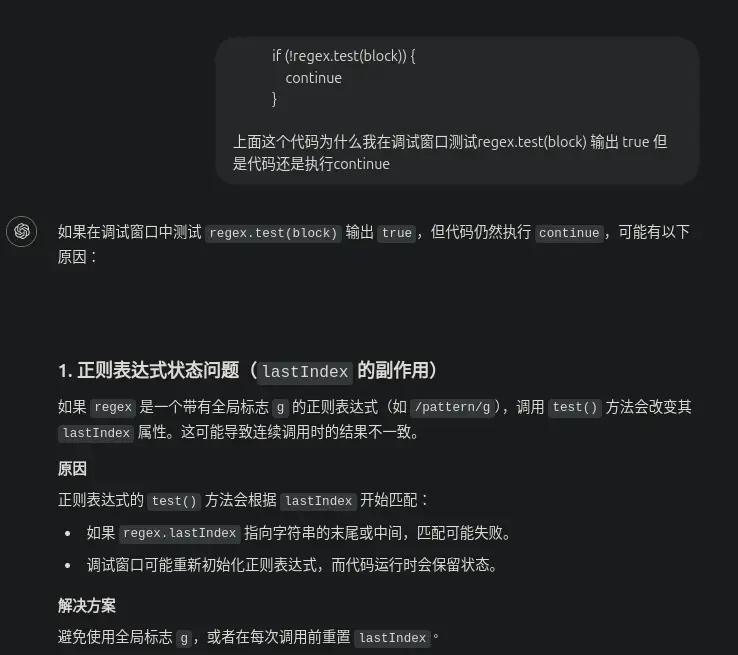 if (!regex.test(block)) {
continue
}
上面这个代码为什么我在调试窗口测试regex.test(block) 输出 true 但
是代码还是执行continue
如果在调试窗口中测试 regex.test(block) 输出 true，但代码仍然执行 continue，可能有以下
原因：
1. 正则表达式状态问题（lastIndex 的副作用）
如果 regex 是一个带有全局标志 g 的正则表达式（如 /pattern/g），调用 test() 方法会改变其
lastIndex 属性。这可能导致连续调用时的结果不一致。
原因
正则表达式的 test() 方法会根据 lastIndex 开始匹配：
• 如果 regex.lastIndex 指向字符串的末尾或中间，匹配可能失败。
• 调试窗口可能重新初始化正则表达式，而代码运行时会保留状态。
解决方案
避免使用全局标志 g，或者在每次调用前重置 lastIndex。